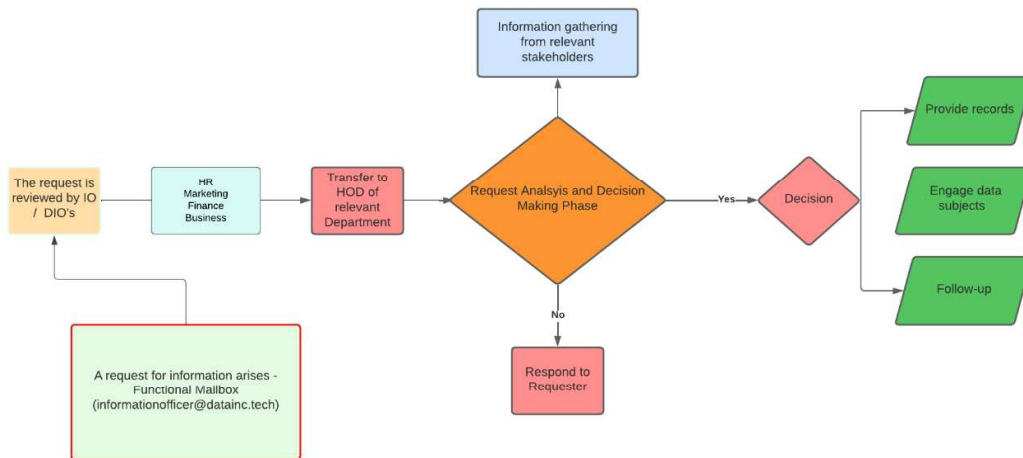 Information gathering
from relevant
stakeholders
Provide records
The request is
reviewed by IO
/ DIO's
HR
Marketing
Finance
Business
Transfer to
HOD of
relevant
Department
Request Analsyis and Decision
Making Phase
Yes
Decision
Engage data
subjects
Follow-up
No
Respond to
Requester
A request for information arises -
Functional Mailbox
(informationofficer@datainc.tech)